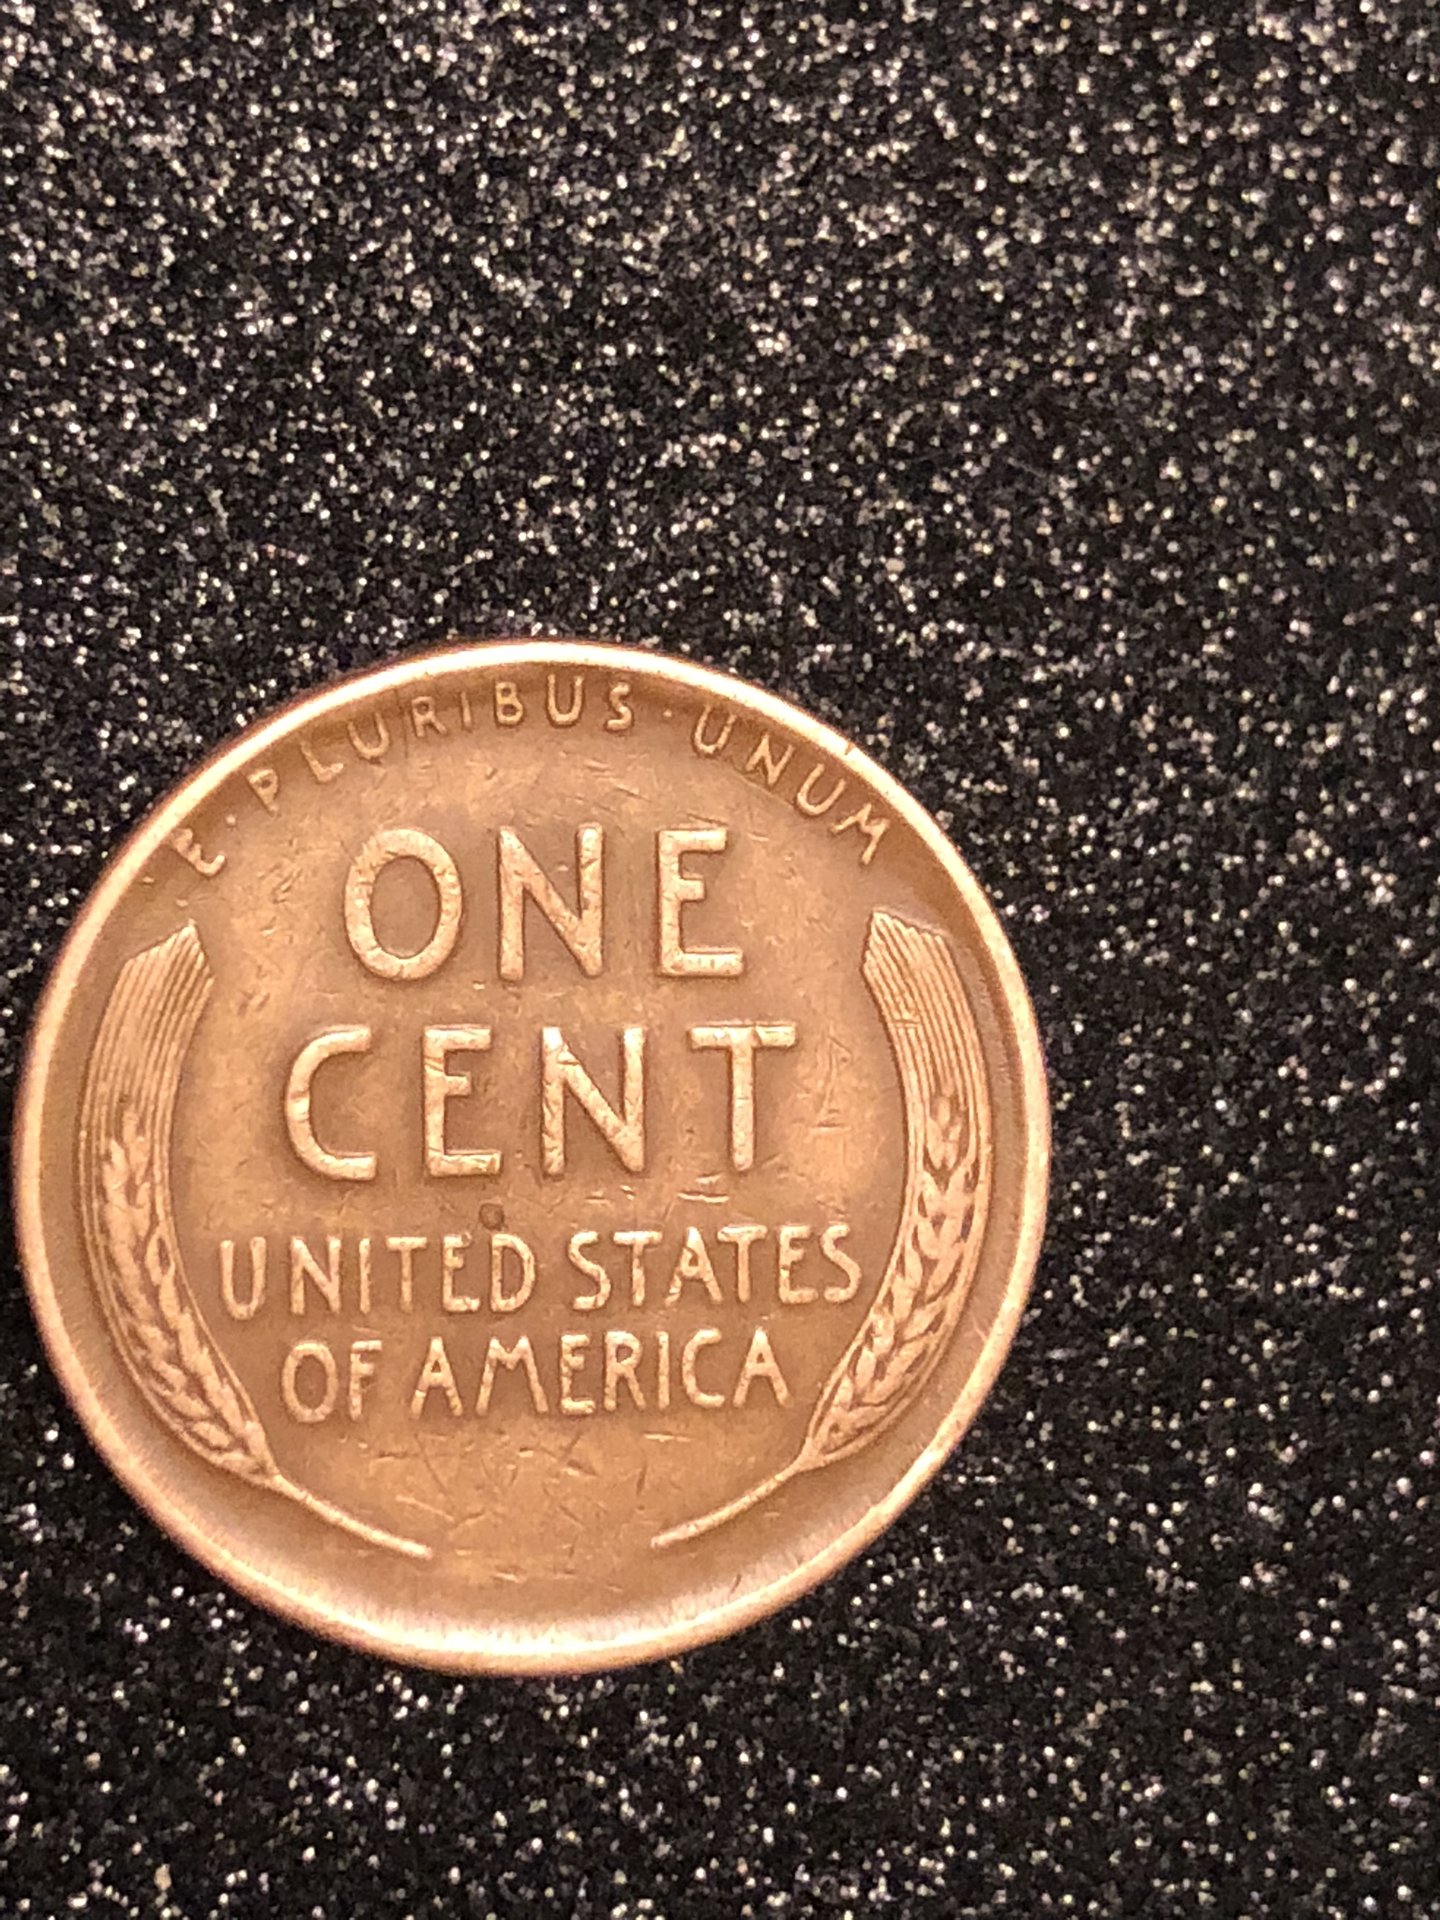 E · PLURIBUS · UNUM
ONE
CENT
UNITED STATES
OF AMERICA